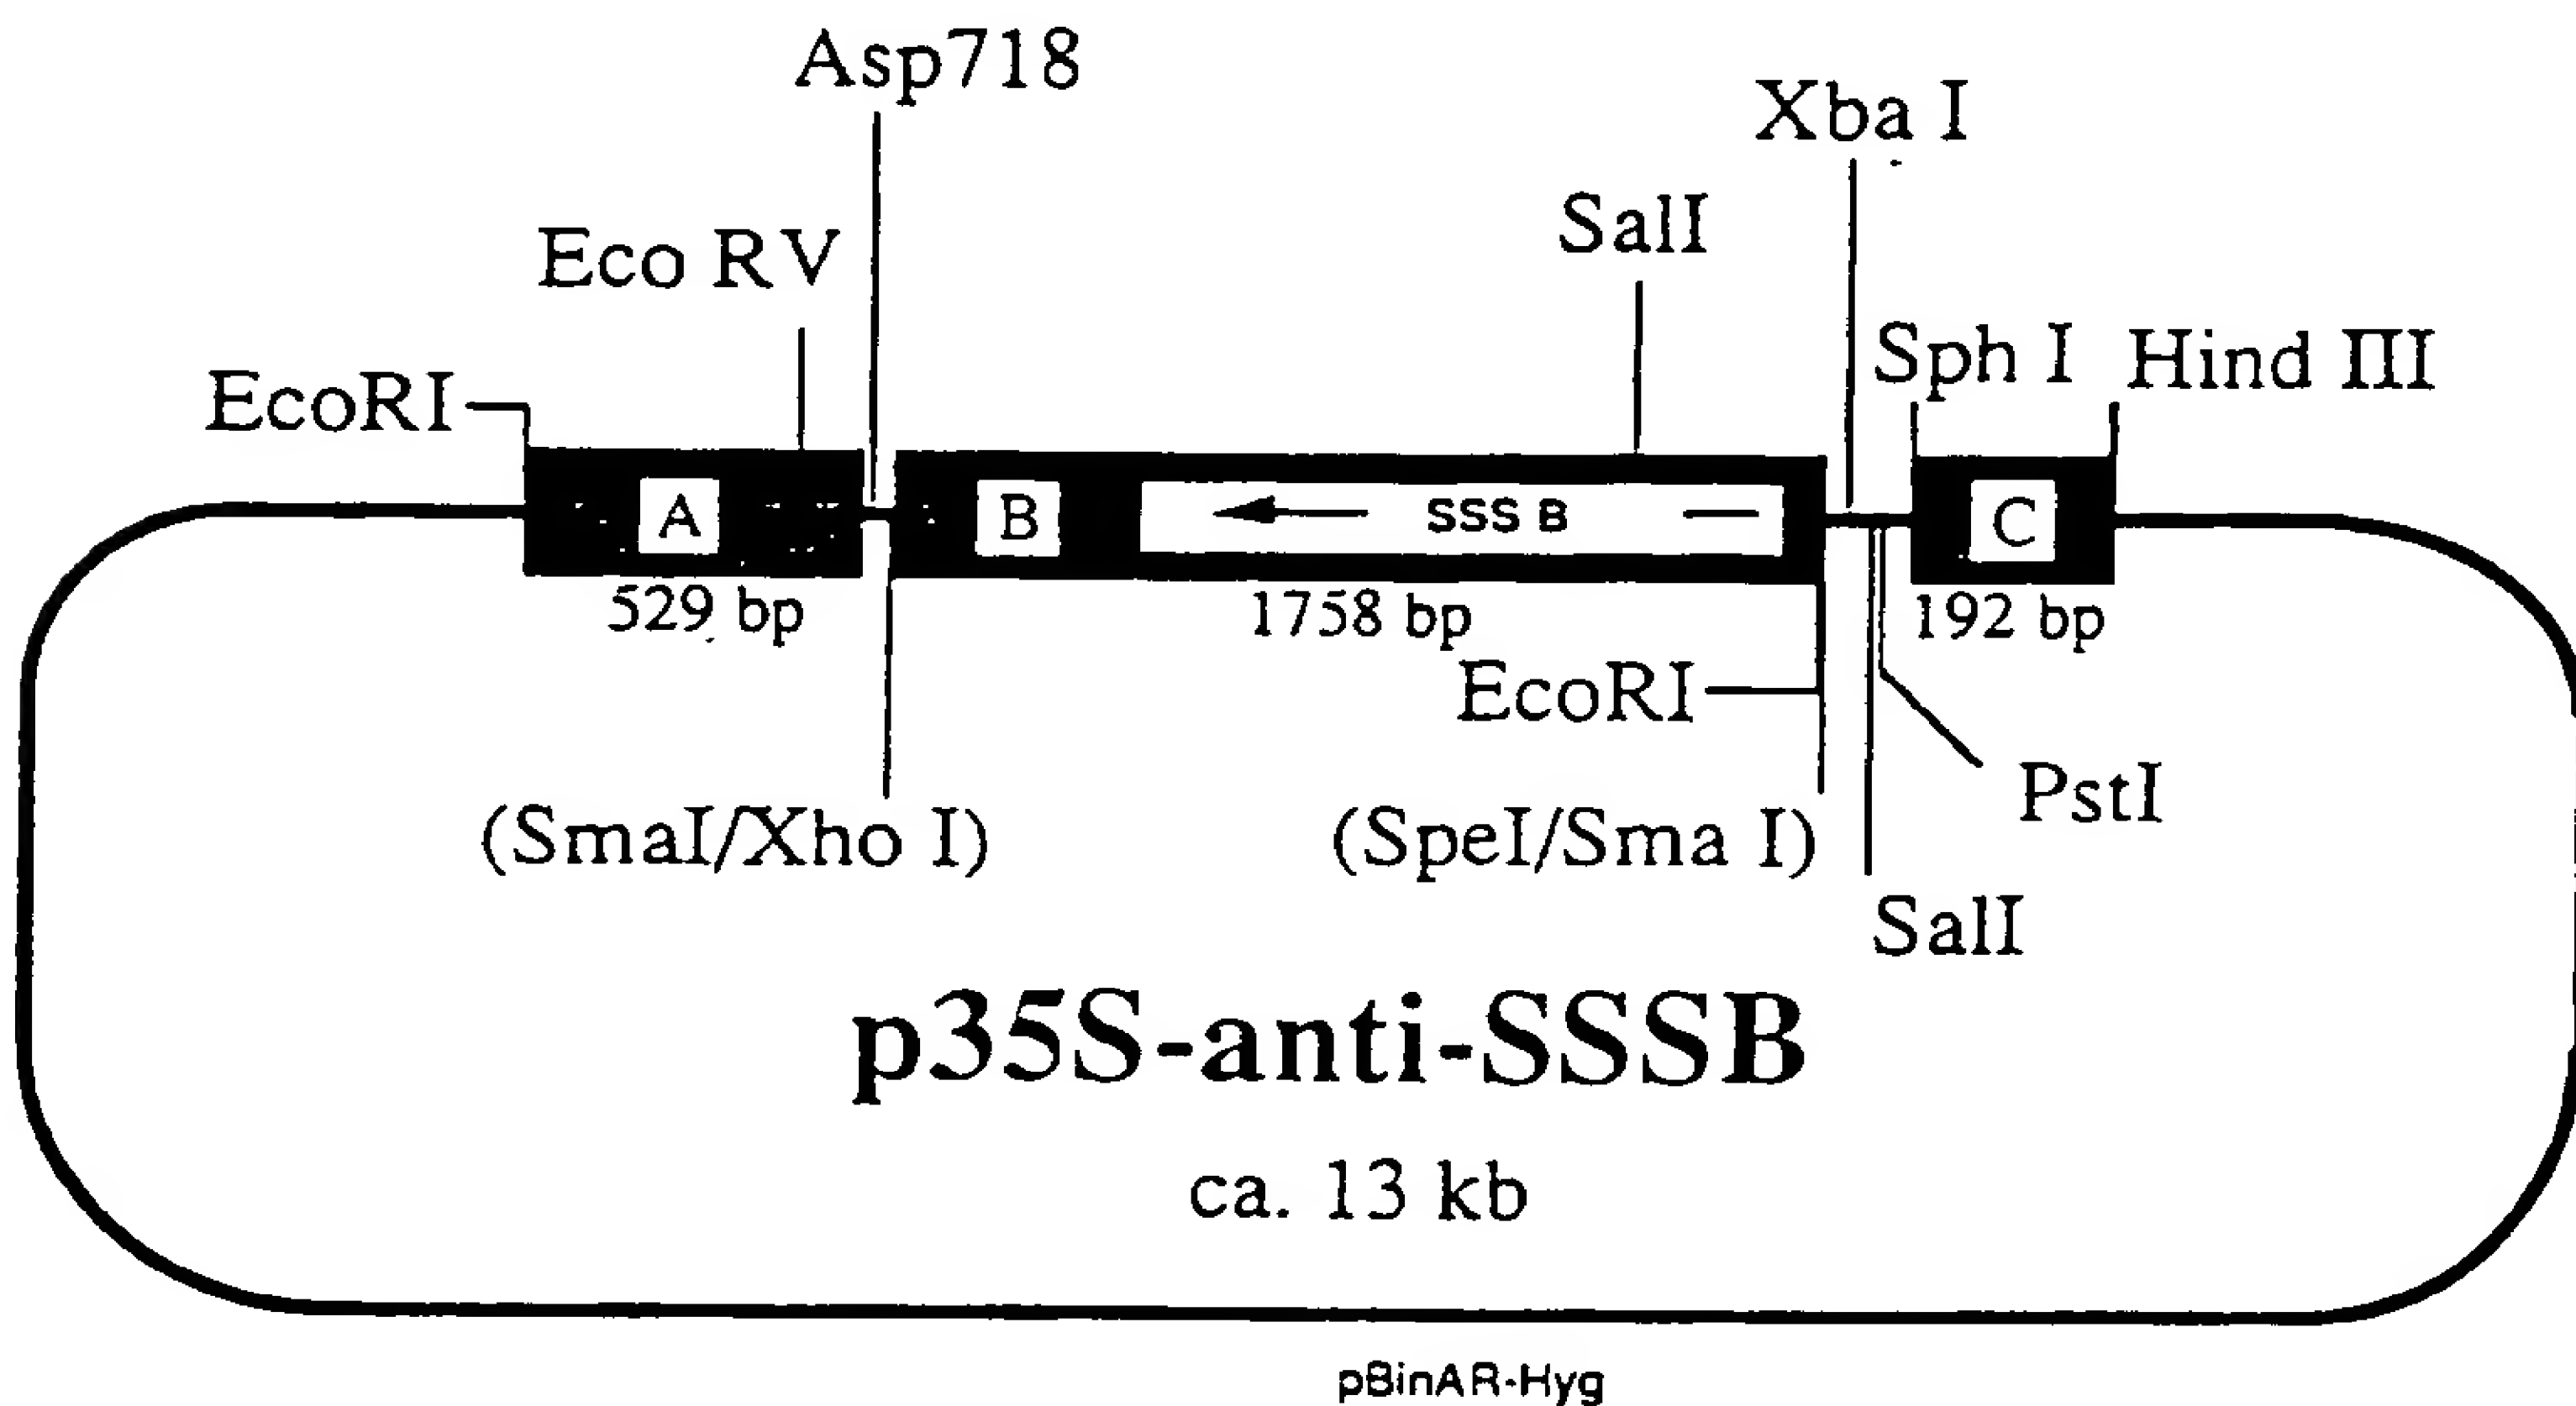 Asp718
Xba I
Eco RV
SalI
EcoRI
Sph I
Hind III
A
B
SSS B
C
529 bp
1758 bp
192 bp
EcoRI
(SmaI/Xho I)
(SpeI/Sma I)
PstI
SalI
p35S-anti-SSSB
ca. 13 kb
pBinAR-Hyg